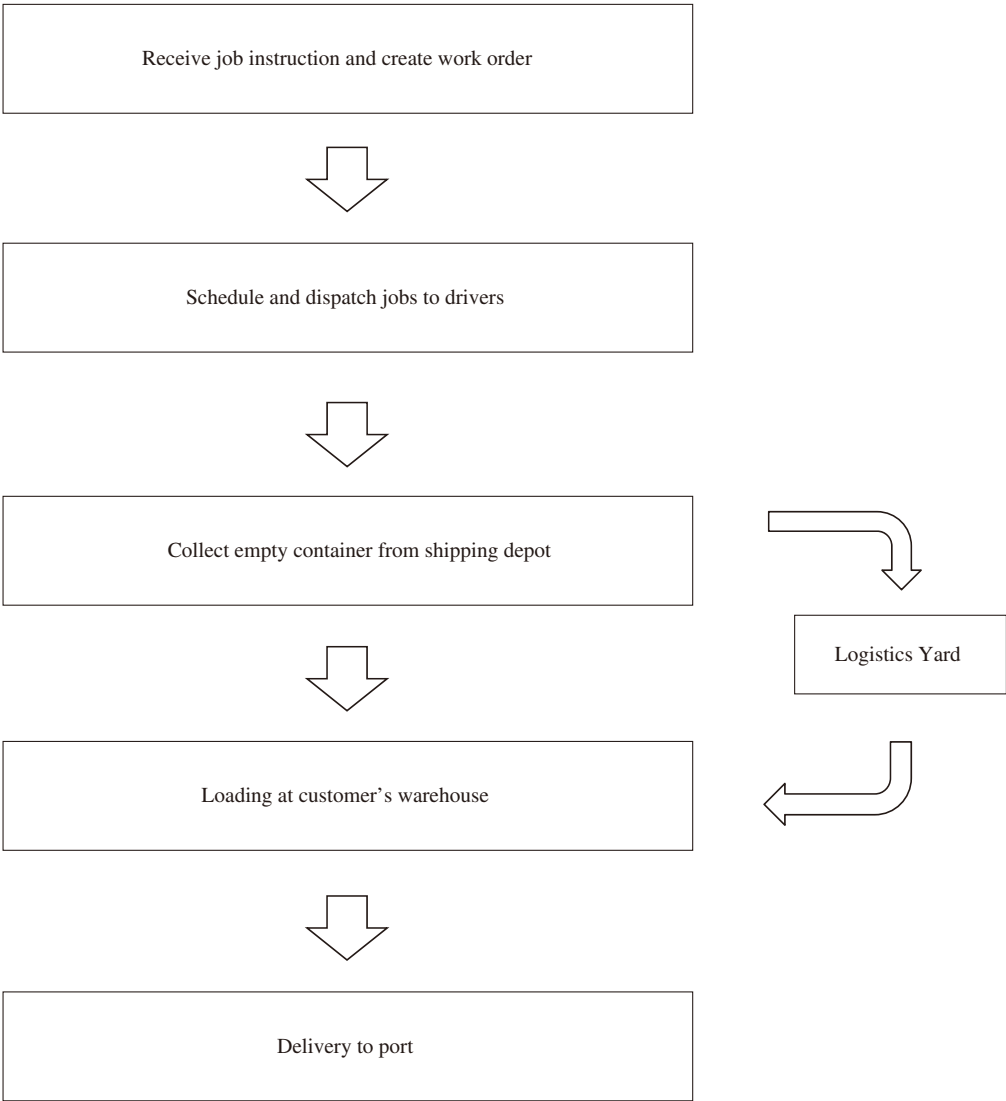 Receive job instruction and create work order
Schedule and dispatch jobs to drivers
Collect empty container from shipping depot
Logistics Yard
Loading at customer’s warehouse
Delivery to port